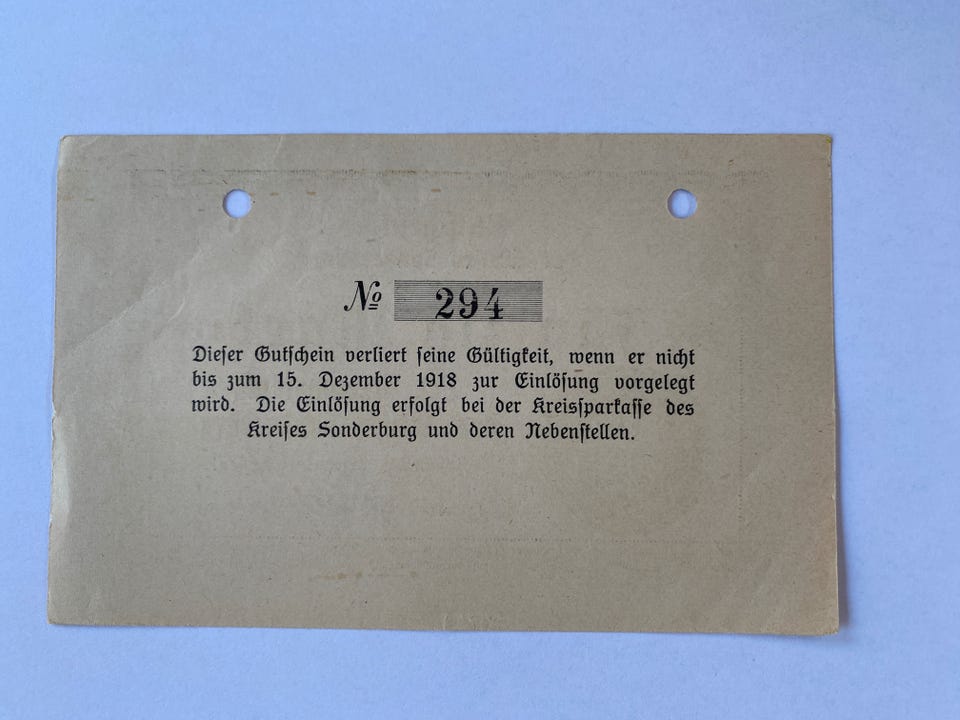 № 294
Dieser Gutschein verliert seine Gültigkeit, wenn er nicht
bis zum 15. Dezember 1918 zur Einlösung vorgelegt
wird. Die Einlösung erfolgt bei der Kreissparkasse des
Kreises Sonderburg und deren Nebenstellen.